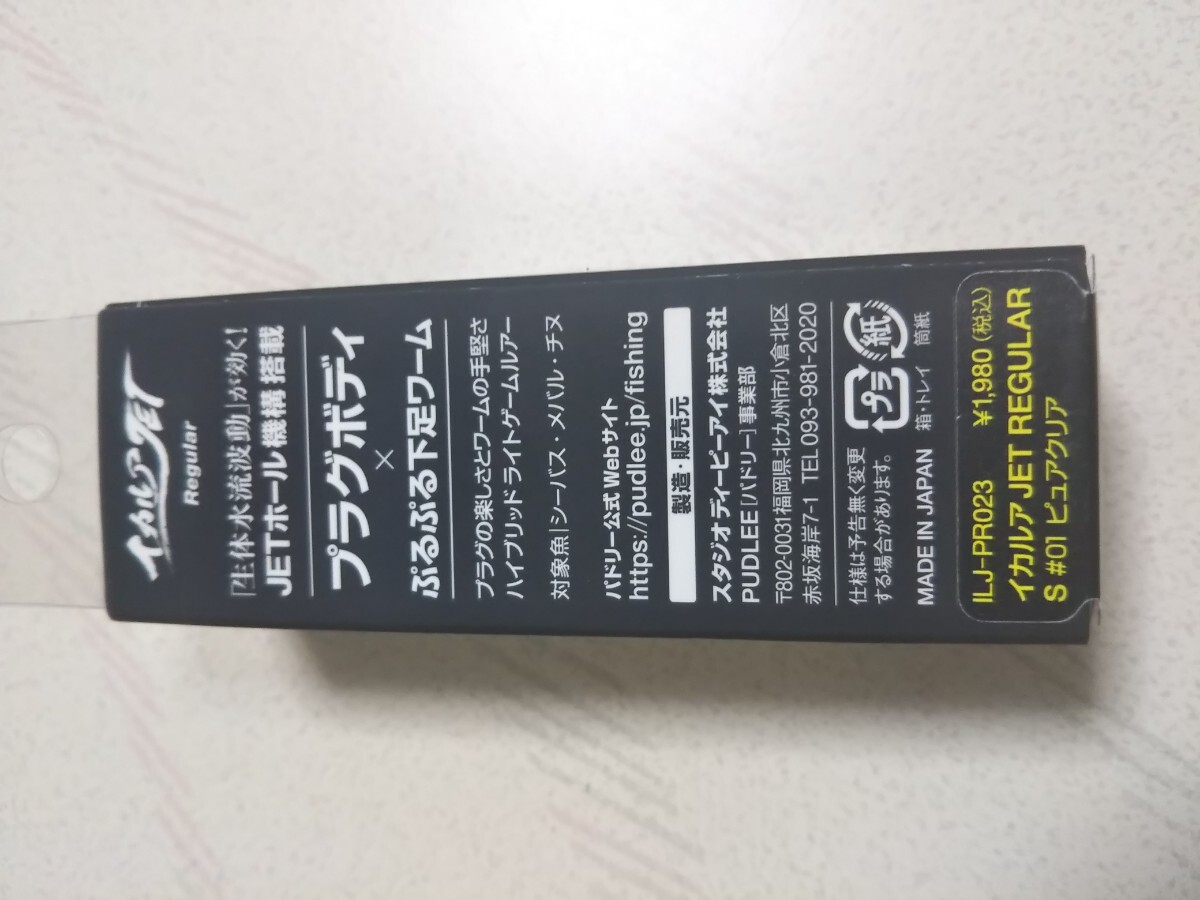 イカルア JET
Regular
「生体水流波動」が効く!
JETホール機構 搭載
プラグボディ
×
ぷるぷる下足ワーム
プラグの楽しさとワームの手堅さ
ハイブリッドライトゲームルアー
対象魚|シーバス・メバル・チヌ
パドリー公式 Webサイト
https://pudlee.jp/fishing
製造・販売元
スタジオディーピーアイ株式会社
PUDLEE[パドリー]事業部
〒802-0031福岡県北九州市小倉北区
赤坂海岸7-1 TEL 093-981-2020
仕様は予告無く変更
する場合があります。
プラ 紙
MADE IN JAPAN 箱・トレイ 筒紙
ILJ-PR023 ¥1,980 (税込)
イカルア JET REGULAR
S #01 ピュアクリア